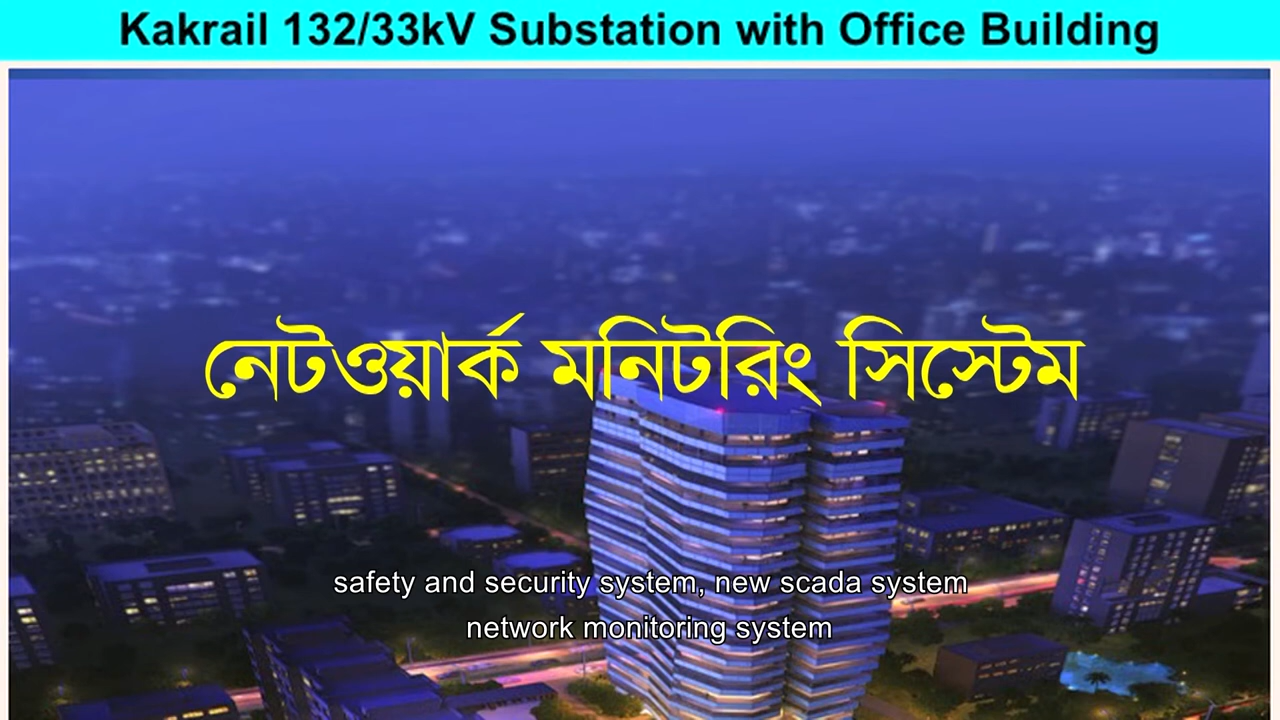 Kakrail 132/33kV Substation with Office Building
নেটওয়ার্ক মনিটরিং সিস্টেম
safety and security system, new scada system
network monitoring system